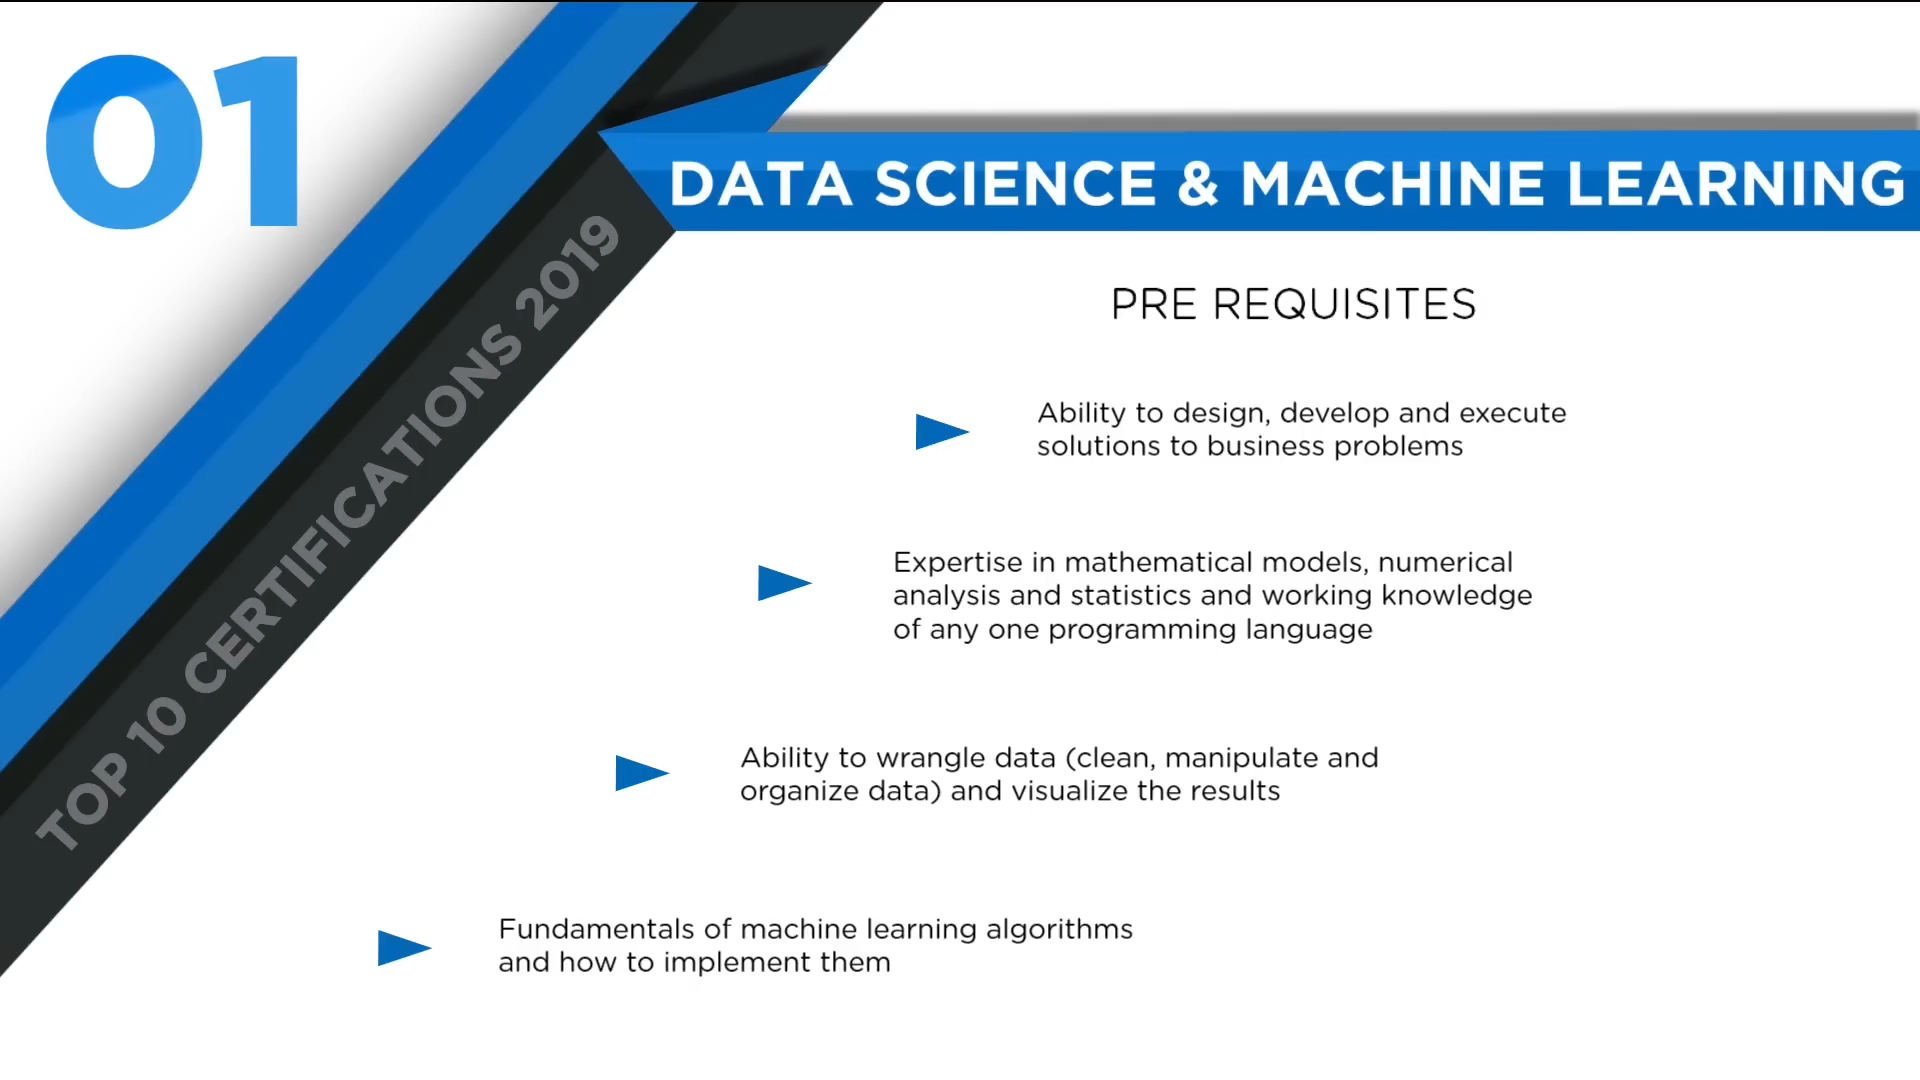 01
TOP 10 CERTIFICATIONS 2019
DATA SCIENCE & MACHINE LEARNING
PRE REQUISITES
Ability to design, develop and execute
solutions to business problems
Expertise in mathematical models, numerical
analysis and statistics and working knowledge
of any one programming language
Ability to wrangle data (clean, manipulate and
organize data) and visualize the results
Fundamentals of machine learning algorithms
and how to implement them